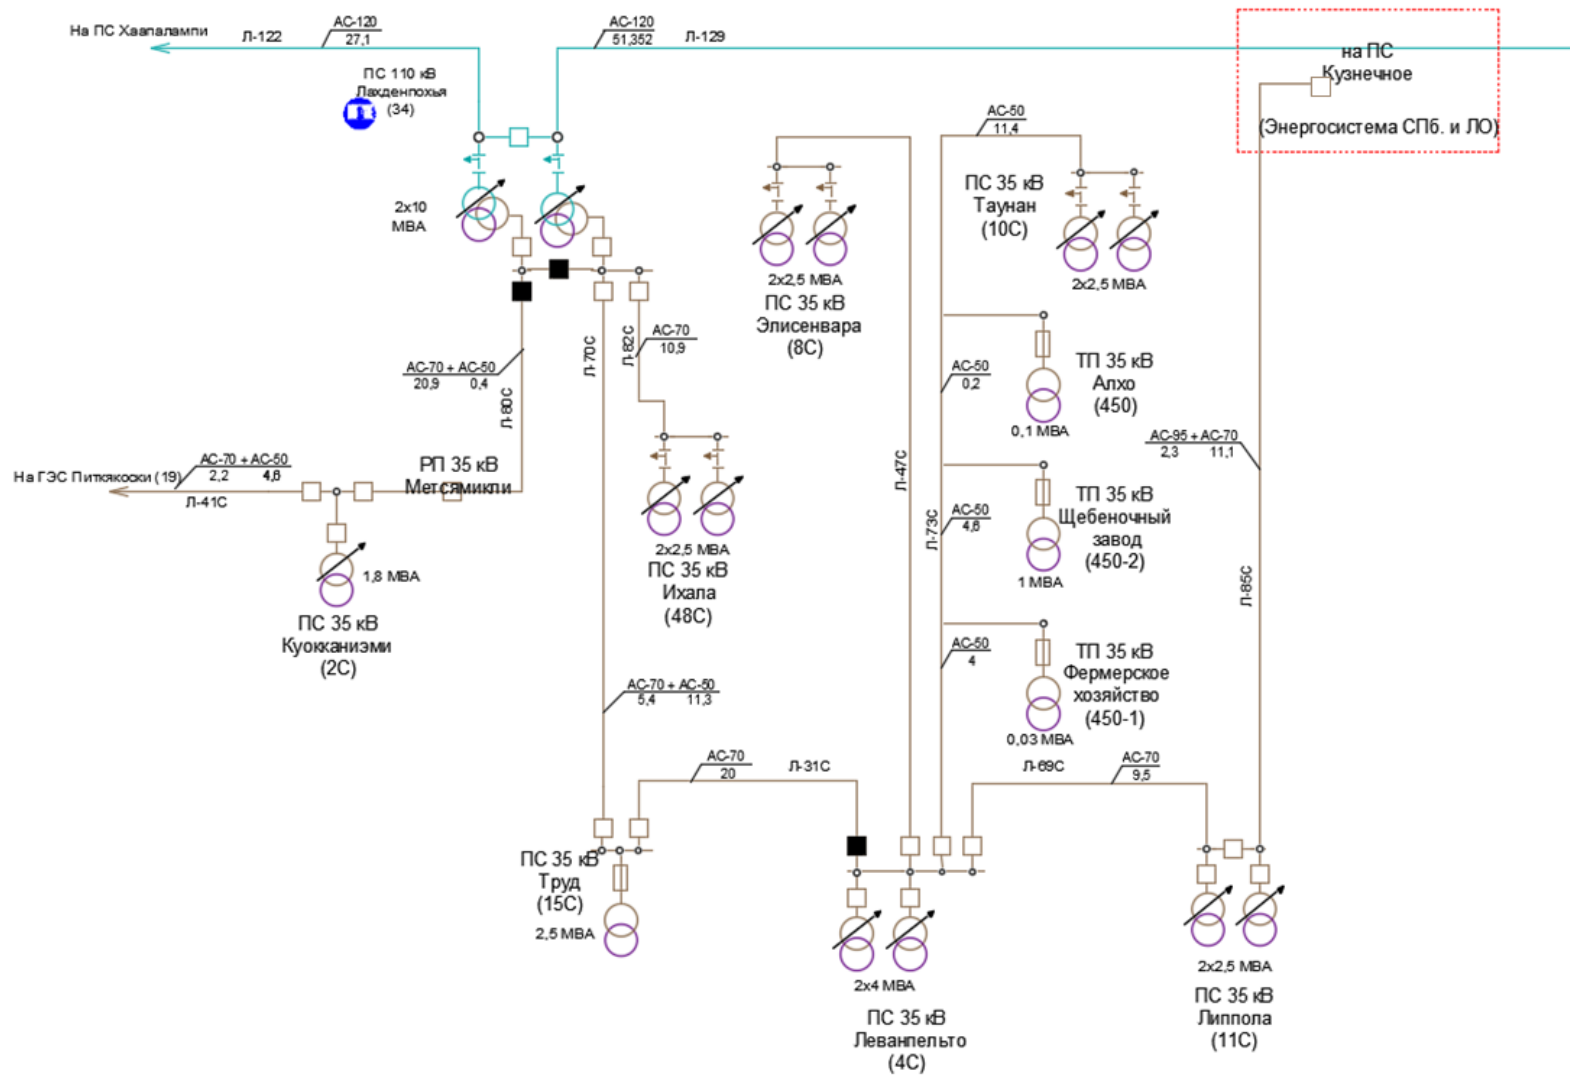 На ПС Хаапалампи
Л-122
АС-120
27,1
АС-120
51,352
Л-129
на ПС
Кузнечное
(Энергосистема СПб. и ЛО)
ПС 110 кВ
Лахденпохья
(34)
2х10
МВА
АС-50
11,4
ПС 35 кВ
Таунан
(10С)
2х2,5 МВА
2х2,5 МВА
ПС 35 кВ
Элисенвара
(8С)
АС-70
10,9
Л-82С
Л-70С
АС-70 + АС-50
20,9 0,4
Л-80С
АС-50
0,2
ТП 35 кВ
Алхо
(450)
0,1 МВА
АС-95 + АС-70
2,3 11,1
На ГЭС Питкякоски (19)
АС-70 + АС-50
2,2 4,6
Л-41С
РП 35 кВ
Метсямикли
Л-47С
Л-73С
АС-50
4,6
ТП 35 кВ
Щебеночный
завод
(450-2)
1 МВА
2х2,5 МВА
ПС 35 кВ
Ихала
(48С)
1,8 МВА
ПС 35 кВ
Куокканиэми
(2С)
Л-85С
АС-50
4
ТП 35 кВ
Фермерское
хозяйство
(450-1)
0,03 МВА
АС-70 + АС-50
5,4 11,3
АС-70
20
Л-31С
Л-69С
АС-70
9,5
ПС 35 кВ
Труд
(15С)
2,5 МВА
2х4 МВА
ПС 35 кВ
Леванпельто
(4С)
2х2,5 МВА
ПС 35 кВ
Липпола
(11С)